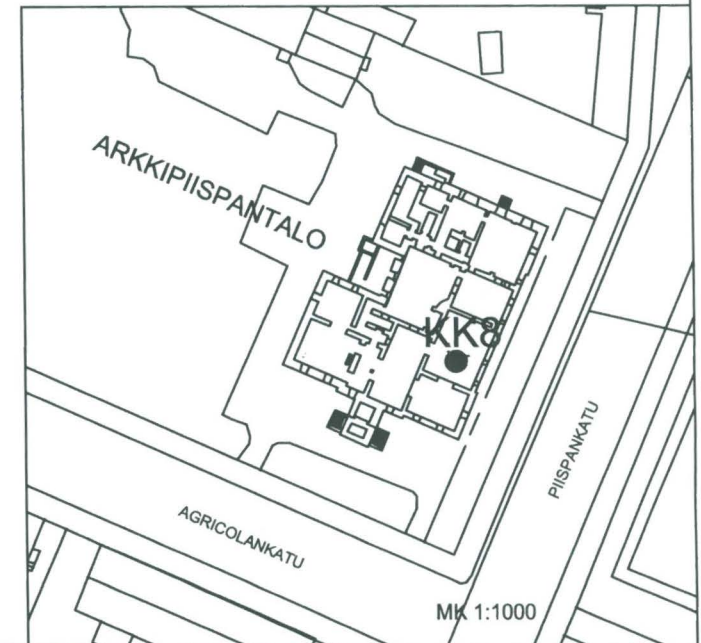 ARKKIPIISPANTALO
KK8
PIISPANKATU
AGRICOLANKATU
MK 1:1000